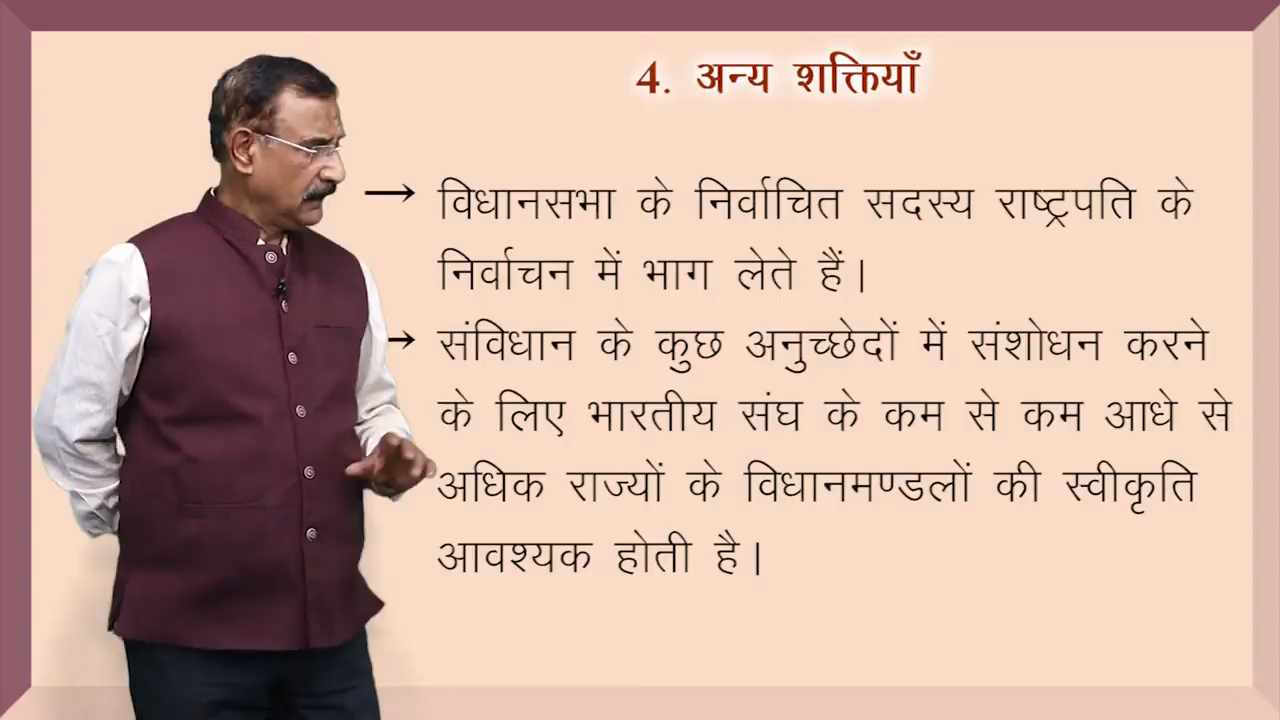 4. अन्य शक्तियाँ
→ विधानसभा के निर्वाचित सदस्य राष्ट्रपति के
निर्वाचन में भाग लेते हैं।
→ संविधान के कुछ अनुच्छेदों में संशोधन करने
के लिए भारतीय संघ के कम से कम आधे से
अधिक राज्यों के विधानमण्डलों की स्वीकृति
आवश्यक होती है।